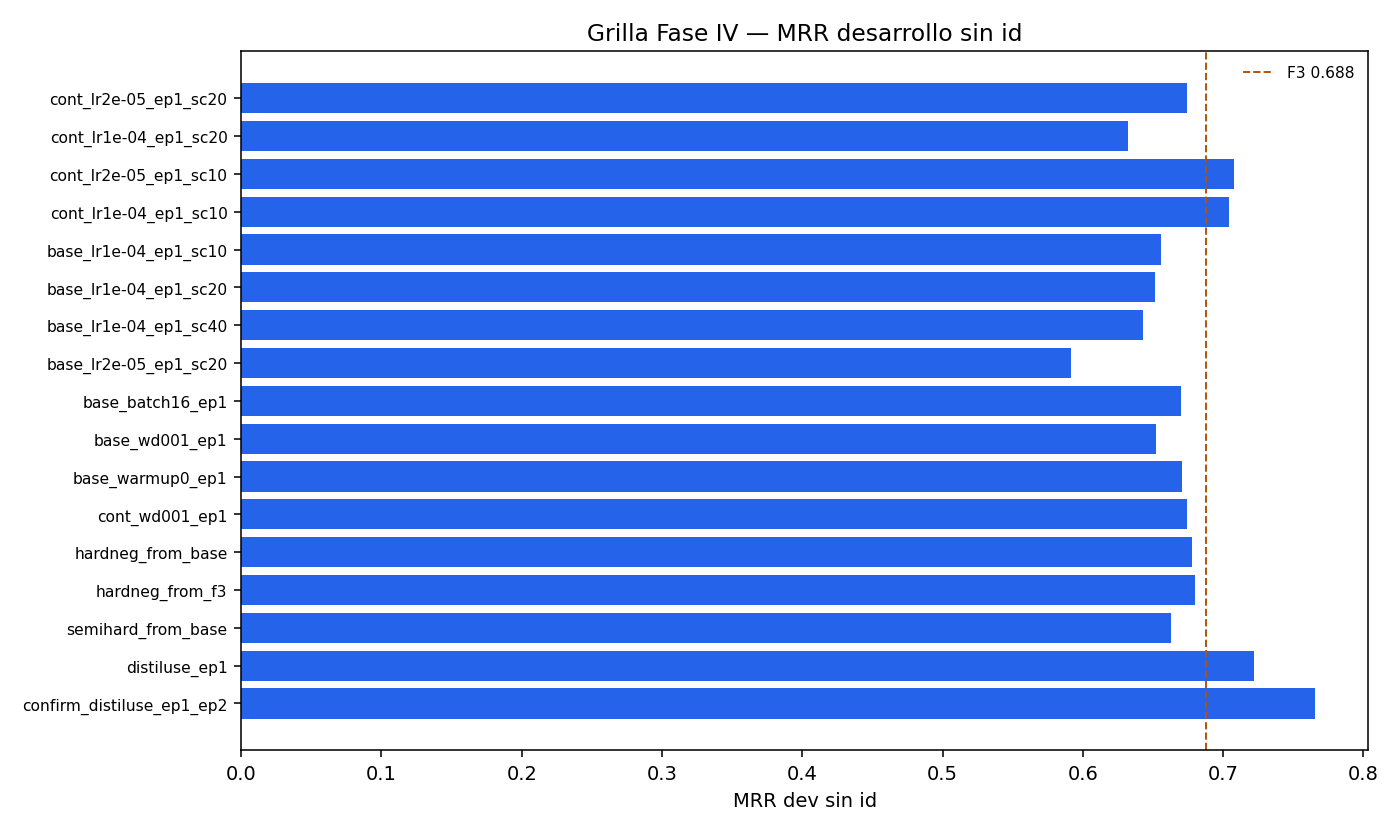 Grilla Fase IV — MRR desarrollo sin id
F3 0.688
cont_lr2e-05_ep1_sc20
cont_lr1e-04_ep1_sc20
cont_lr2e-05_ep1_sc10
cont_lr1e-04_ep1_sc10
base_lr1e-04_ep1_sc10
base_lr1e-04_ep1_sc20
base_lr1e-04_ep1_sc40
base_lr2e-05_ep1_sc20
base_batch16_ep1
base_wd001_ep1
base_warmup0_ep1
cont_wd001_ep1
hardneg_from_base
hardneg_from_f3
semihard_from_base
distiluse_ep1
confirm_distiluse_ep1_ep2
0.0 0.1 0.2 0.3 0.4 0.5 0.6 0.7 0.8
MRR dev sin id